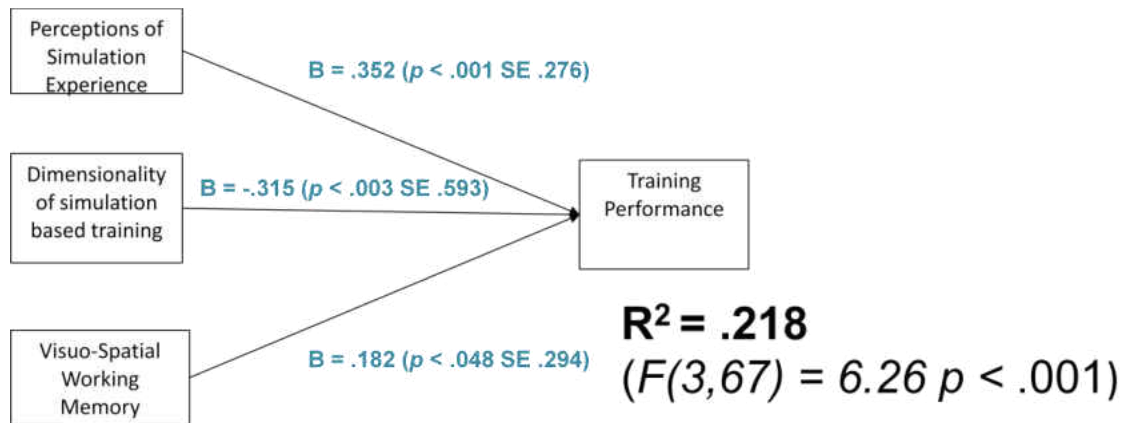 Perceptions of
Simulation
Experience
B = .352 (p < .001 SE .276)
Dimensionality
of simulation
based training
B = -.315 (p < .003 SE .593)
Training
Performance
Visuo-Spatial
Working
Memory
B = .182 (p < .048 SE .294)
R² = .218
(F(3,67) = 6.26 p < .001)